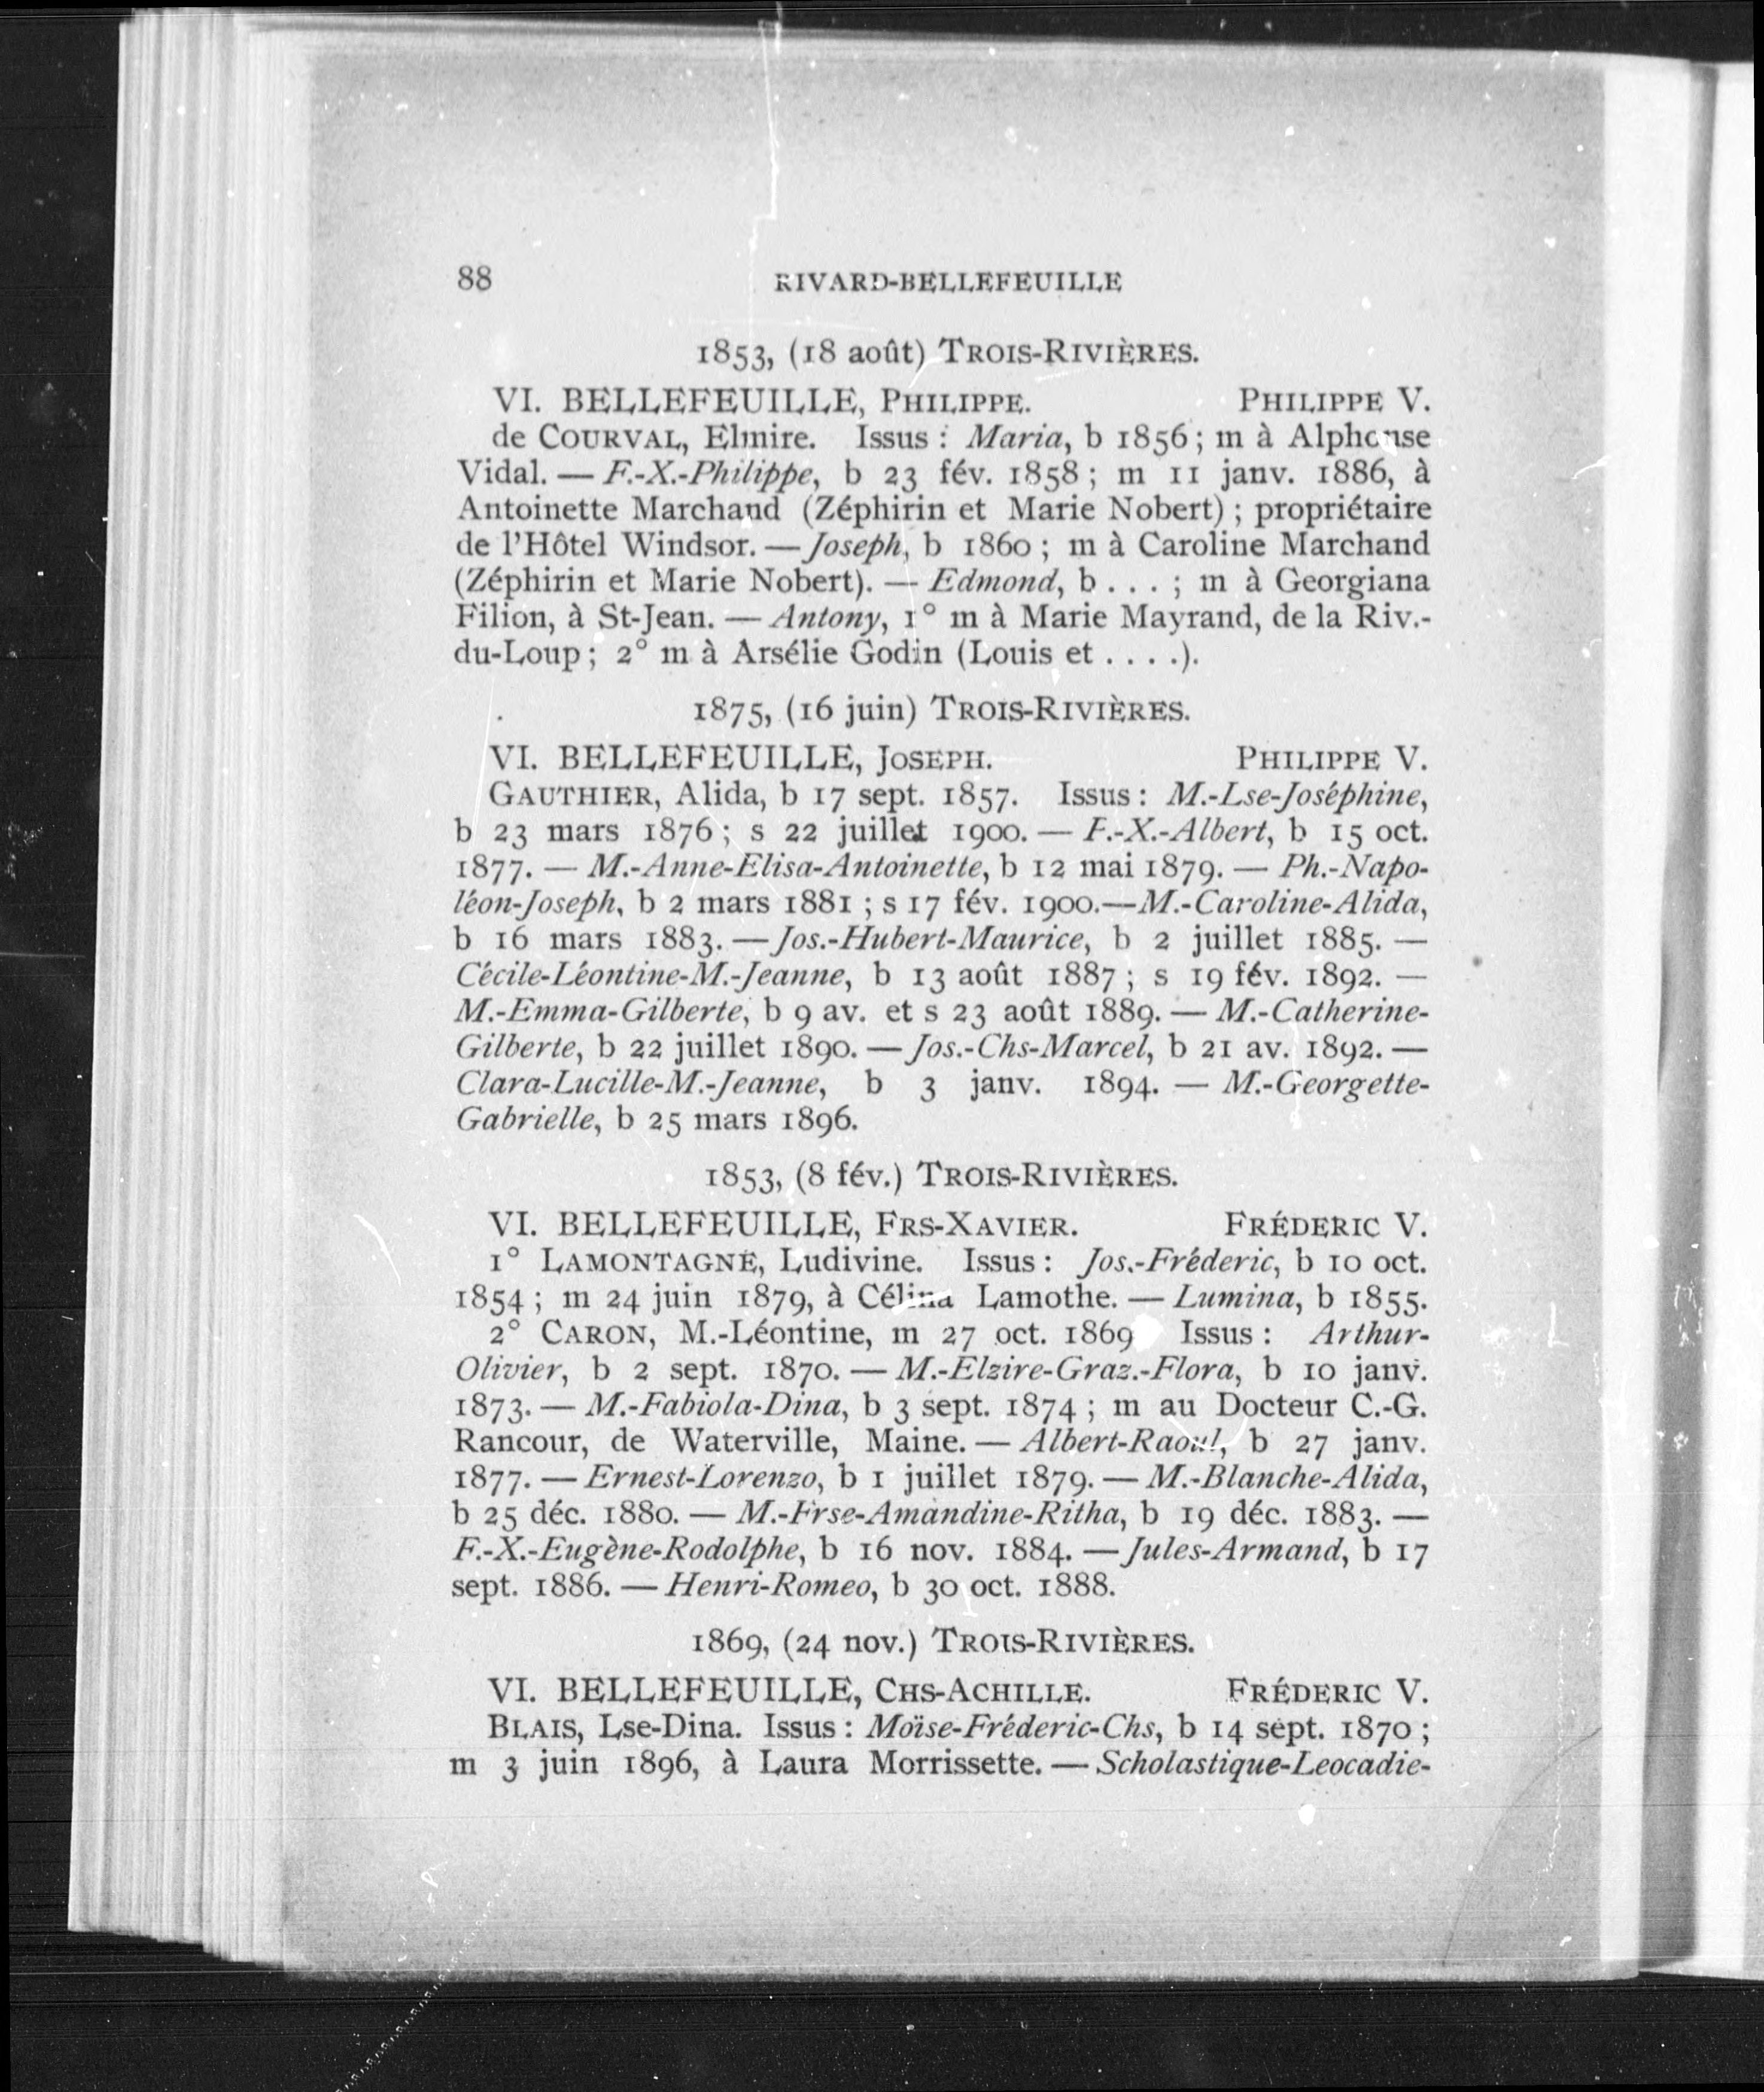 88 RIVARD-BELLEFEUILLE
1853, (18 août) TROIS-RIVIÈRES.
VI. BELLEFEUILLE, PHILIPPE. PHILIPPE V.
de COURVAL, Elmire. Issus : Maria, b 1856 ; m à Alphonse
Vidal. — F.-X.-Philippe, b 23 fév. 1858 ; m 11 janv. 1886, à
Antoinette Marchand (Zéphirin et Marie Nobert) ; propriétaire
de l'Hôtel Windsor. — Joseph, b 1860 ; m à Caroline Marchand
(Zéphirin et Marie Nobert). — Edmond, b . . . ; m à Georgiana
Filion, à St-Jean. — Antony, 1° m à Marie Mayrand, de la Riv.-
du-Loup ; 2° m à Arsélie Godin (Louis et . . . .).
1875, (16 juin) TROIS-RIVIÈRES.
VI. BELLEFEUILLE, JOSEPH. PHILIPPE V.
GAUTHIER, Alida, b 17 sept. 1857. Issus : M.-Lse-Joséphine,
b 23 mars 1876 ; s 22 juillet 1900. — F.-X.-Albert, b 15 oct.
1877. — M.-Anne-Elisa-Antoinette, b 12 mai 1879. — Ph.-Napo-
léon-Joseph, b 2 mars 1881 ; s 17 fév. 1900.—M.-Caroline-Alida,
b 16 mars 1883. — Jos.-Hubert-Maurice, b 2 juillet 1885. —
Cécile-Léontine-M.-Jeanne, b 13 août 1887 ; s 19 fév. 1892. —
M.-Emma-Gilberte, b 9 av. et s 23 août 1889. — M.-Catherine-
Gilberte, b 22 juillet 1890. — Jos.-Chs-Marcel, b 21 av. 1892. —
Clara-Lucille-M.-Jeanne, b 3 janv. 1894. — M.-Georgette-
Gabrielle, b 25 mars 1896.
1853, (8 fév.) TROIS-RIVIÈRES.
VI. BELLEFEUILLE, FRS-XAVIER. FRÉDERIC V.
1° LAMONTAGNE, Ludivine. Issus : Jos.-Fréderic, b 10 oct.
1854 ; m 24 juin 1879, à Célina Lamothe. — Lumina, b 1855.
2° CARON, M.-Léontine, m 27 oct. 1869 Issus : Arthur-
Olivier, b 2 sept. 1870. — M.-Elzire-Graz.-Flora, b 10 janv.
1873. — M.-Fabiola-Dina, b 3 sept. 1874 ; m au Docteur C.-G.
Rancour, de Waterville, Maine. — Albert-Raoul, b 27 janv.
1877. — Ernest-Lorenzo, b 1 juillet 1879. — M.-Blanche-Alida,
b 25 déc. 1880. — M.-Frse-Amandine-Ritha, b 19 déc. 1883. —
F.-X.-Eugène-Rodolphe, b 16 nov. 1884. — Jules-Armand, b 17
sept. 1886. — Henri-Romeo, b 30 oct. 1888.
1869, (24 nov.) TROIS-RIVIÈRES.
VI. BELLEFEUILLE, CHS-ACHILLE. FRÉDERIC V.
BLAIS, Lse-Dina. Issus : Moïse-Fréderic-Chs, b 14 sept. 1870 ;
m 3 juin 1896, à Laura Morrissette. — Scholastique-Leocadie-